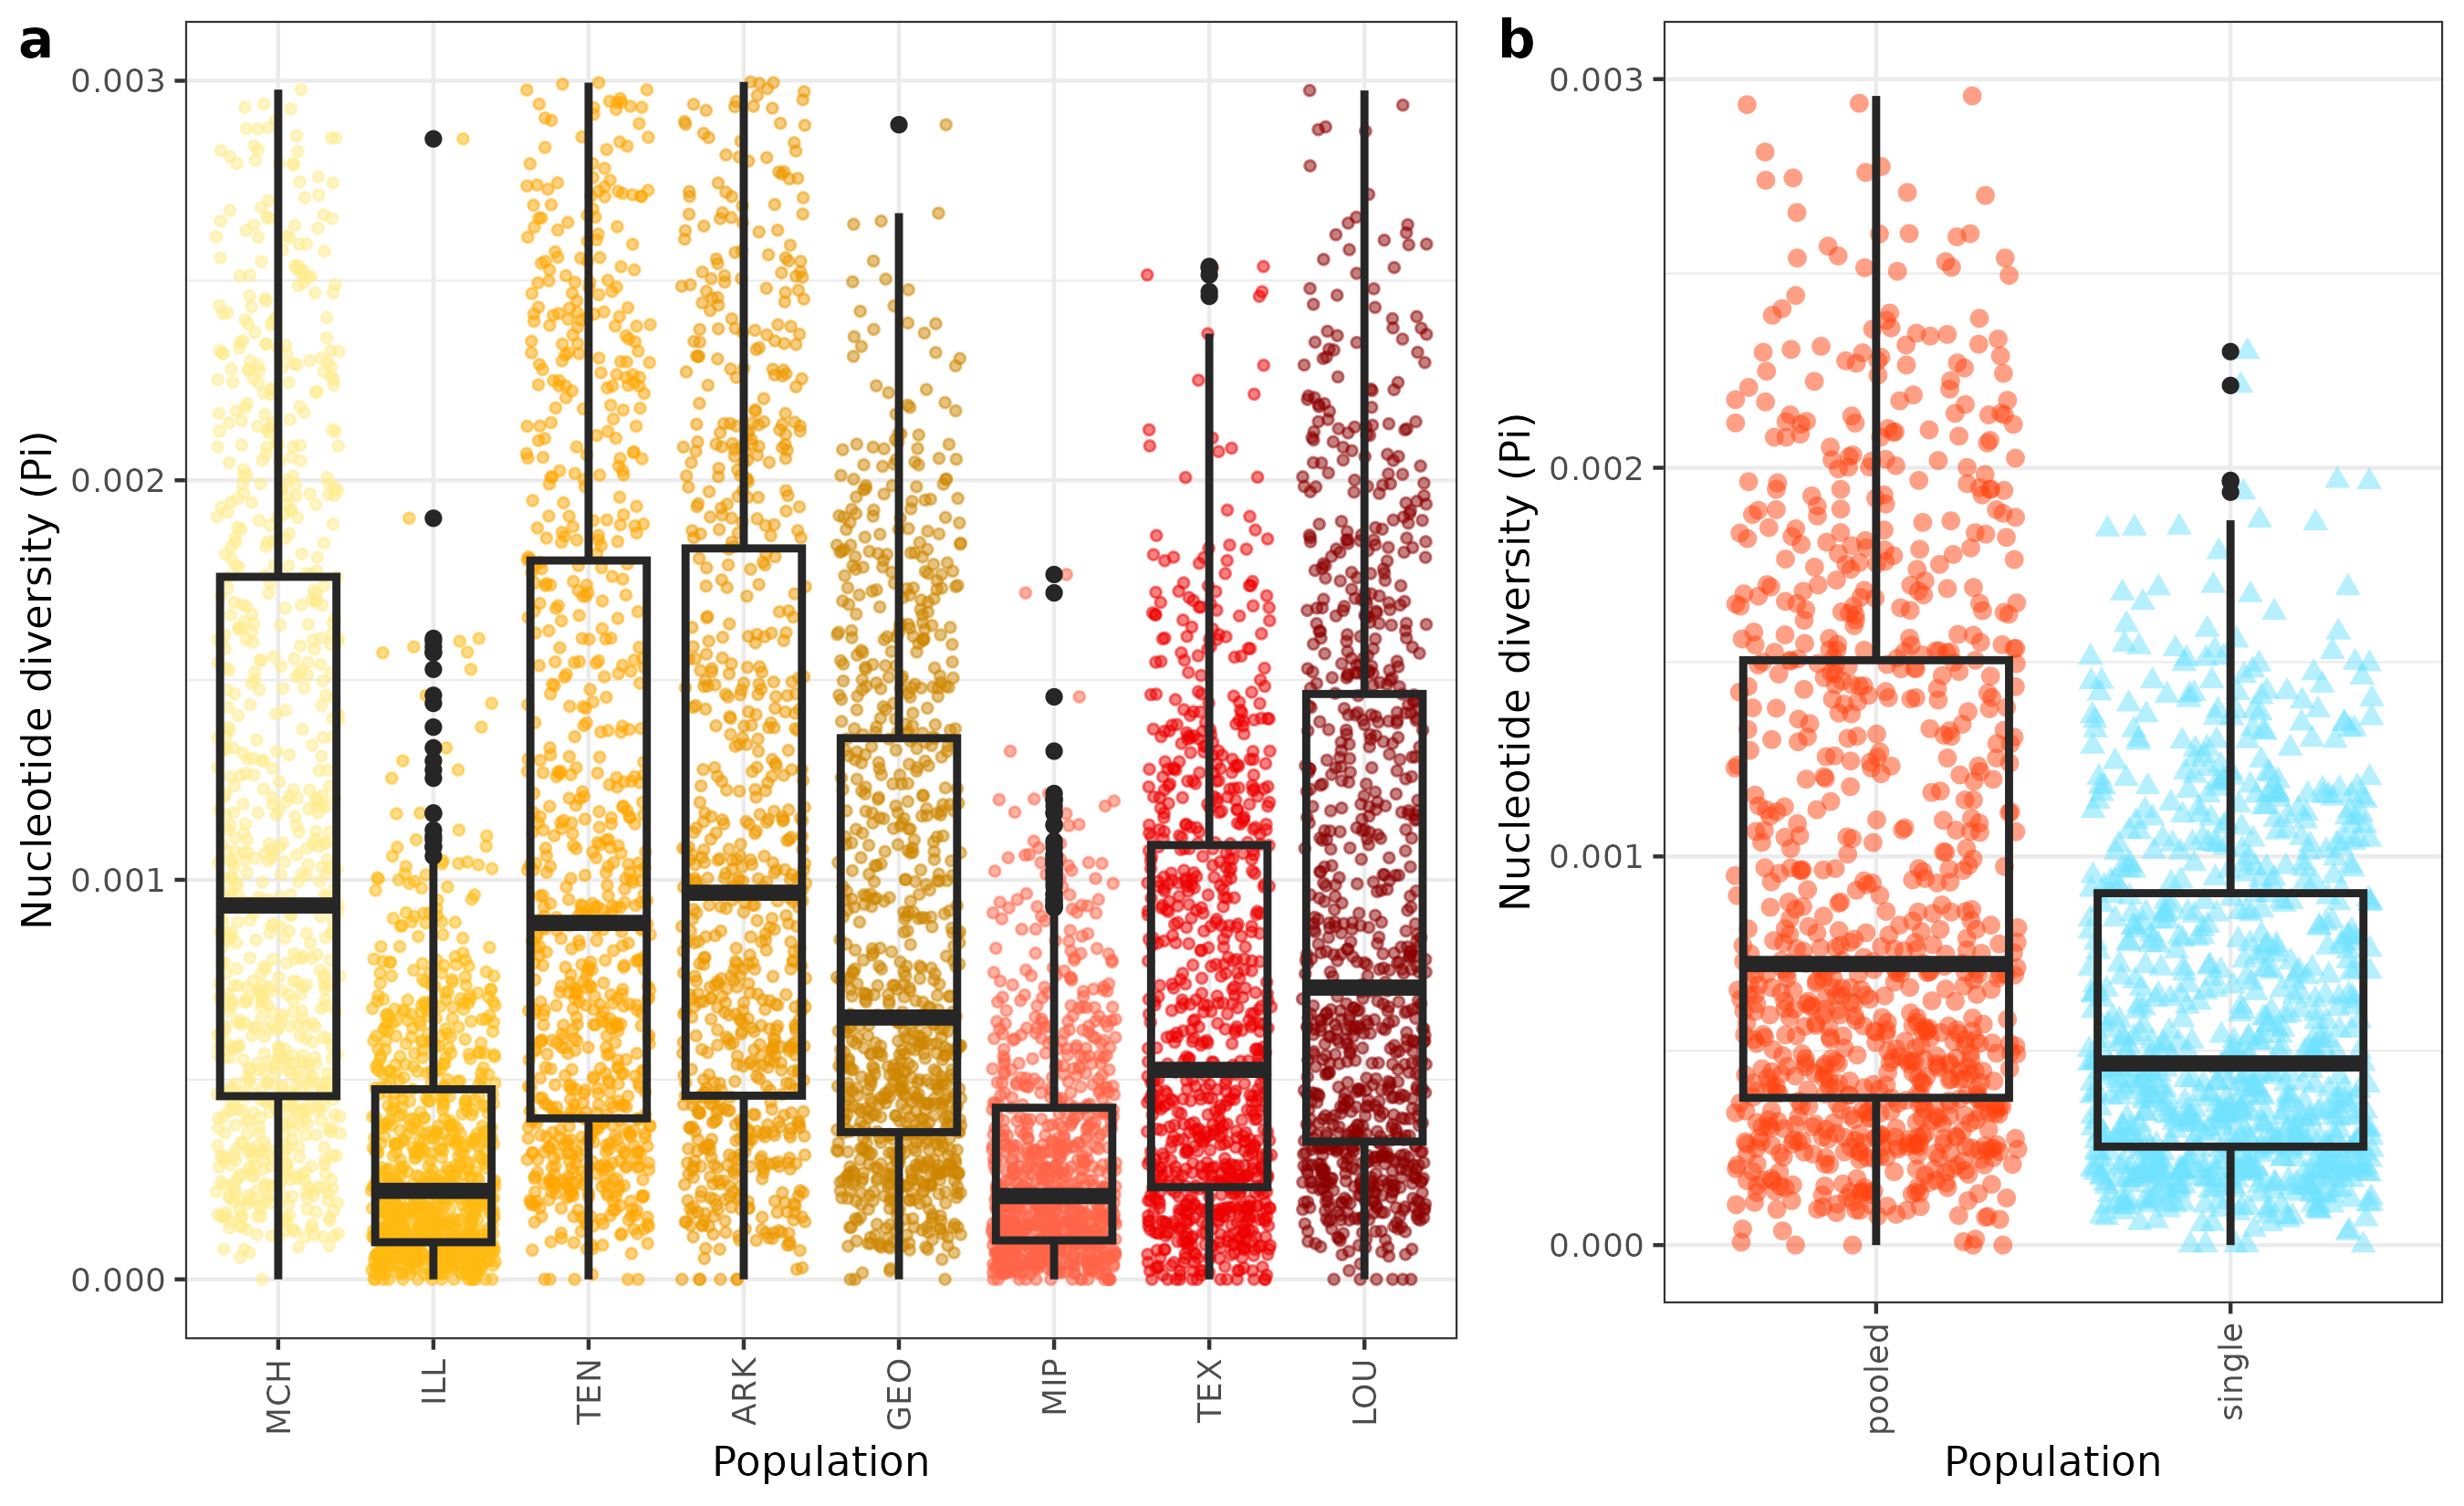 a
Nucleotide diversity (Pi)
0.003
0.002
0.001
0.000
MCH
ILL
TEN
ARK
GEO
MIP
TEX
LOU
Population
b
Nucleotide diversity (Pi)
0.003
0.002
0.001
0.000
pooled
single
Population